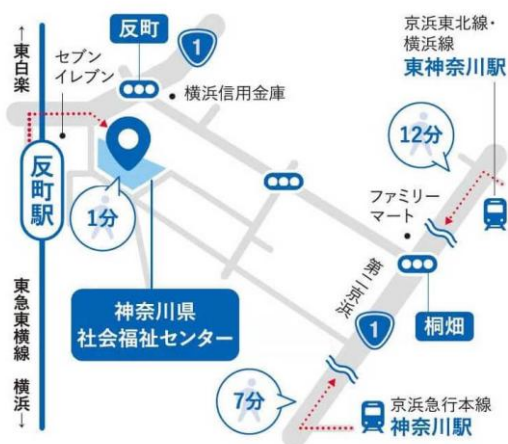 ↑東白楽
セブン
イレブン
反町
1
横浜信用金庫
京浜東北線・
横浜線
東神奈川駅
12分
反町駅
1分
ファミリー
マート
第二京浜
神奈川県
社会福祉センター
1
桐畑
東急東横線 横浜↓
7分
京浜急行本線
神奈川駅